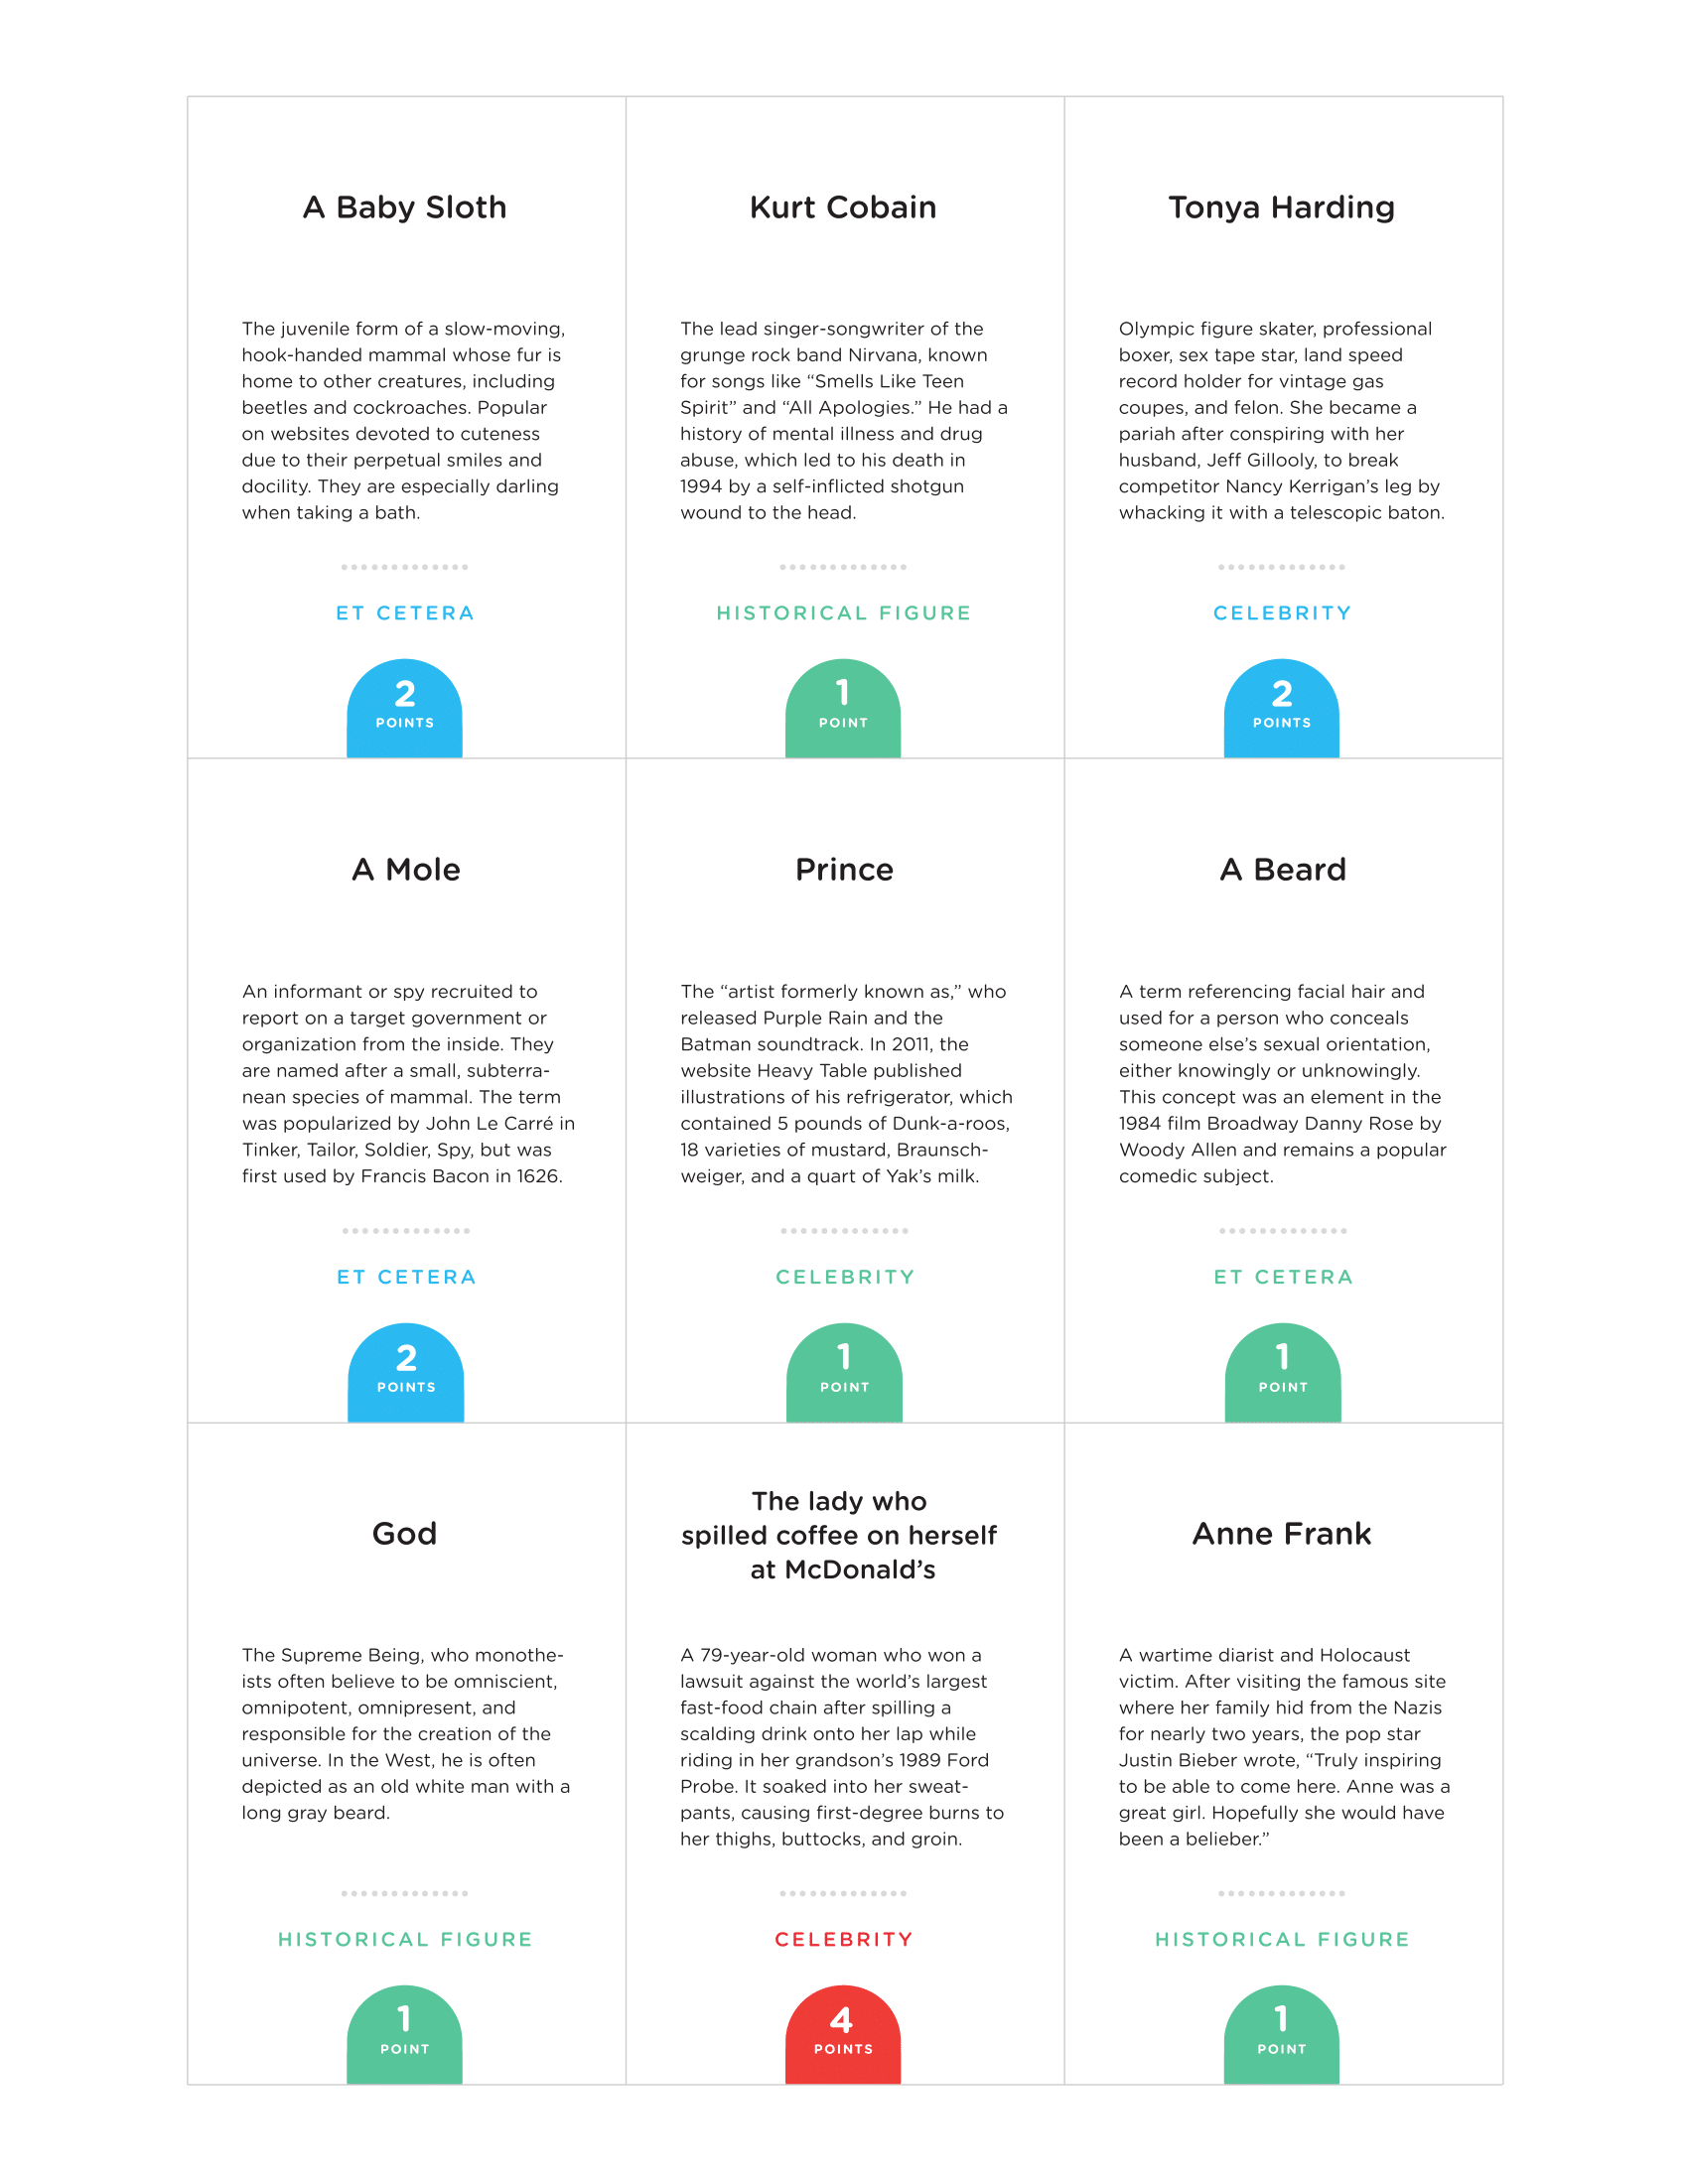 A Baby Sloth
The juvenile form of a slow-moving,
hook-handed mammal whose fur is
home to other creatures, including
beetles and cockroaches. Popular
on websites devoted to cuteness
due to their perpetual smiles and
docility. They are especially darling
when taking a bath.
ET CETERA
2
POINTS
Kurt Cobain
The lead singer-songwriter of the
grunge rock band Nirvana, known
for songs like “Smells Like Teen
Spirit” and “All Apologies.” He had a
history of mental illness and drug
abuse, which led to his death in
1994 by a self-inflicted shotgun
wound to the head.
HISTORICAL FIGURE
1
POINT
Tonya Harding
Olympic figure skater, professional
boxer, sex tape star, land speed
record holder for vintage gas
coupes, and felon. She became a
pariah after conspiring with her
husband, Jeff Gillooly, to break
competitor Nancy Kerrigan’s leg by
whacking it with a telescopic baton.
CELEBRITY
2
POINTS
A Mole
An informant or spy recruited to
report on a target government or
organization from the inside. They
are named after a small, subterra-
nean species of mammal. The term
was popularized by John Le Carré in
Tinker, Tailor, Soldier, Spy, but was
first used by Francis Bacon in 1626.
ET CETERA
2
POINTS
Prince
The “artist formerly known as,” who
released Purple Rain and the
Batman soundtrack. In 2011, the
website Heavy Table published
illustrations of his refrigerator, which
contained 5 pounds of Dunk-a-roos,
18 varieties of mustard, Braunsch-
weiger, and a quart of Yak’s milk.
CELEBRITY
1
POINT
A Beard
A term referencing facial hair and
used for a person who conceals
someone else’s sexual orientation,
either knowingly or unknowingly.
This concept was an element in the
1984 film Broadway Danny Rose by
Woody Allen and remains a popular
comedic subject.
ET CETERA
1
POINT
God
The Supreme Being, who monothe-
ists often believe to be omniscient,
omnipotent, omnipresent, and
responsible for the creation of the
universe. In the West, he is often
depicted as an old white man with a
long gray beard.
HISTORICAL FIGURE
1
POINT
The lady who
spilled coffee on herself
at McDonald’s
A 79-year-old woman who won a
lawsuit against the world’s largest
fast-food chain after spilling a
scalding drink onto her lap while
riding in her grandson’s 1989 Ford
Probe. It soaked into her sweat-
pants, causing first-degree burns to
her thighs, buttocks, and groin.
CELEBRITY
4
POINTS
Anne Frank
A wartime diarist and Holocaust
victim. After visiting the famous site
where her family hid from the Nazis
for nearly two years, the pop star
Justin Bieber wrote, “Truly inspiring
to be able to come here. Anne was a
great girl. Hopefully she would have
been a belieber.”
HISTORICAL FIGURE
1
POINT